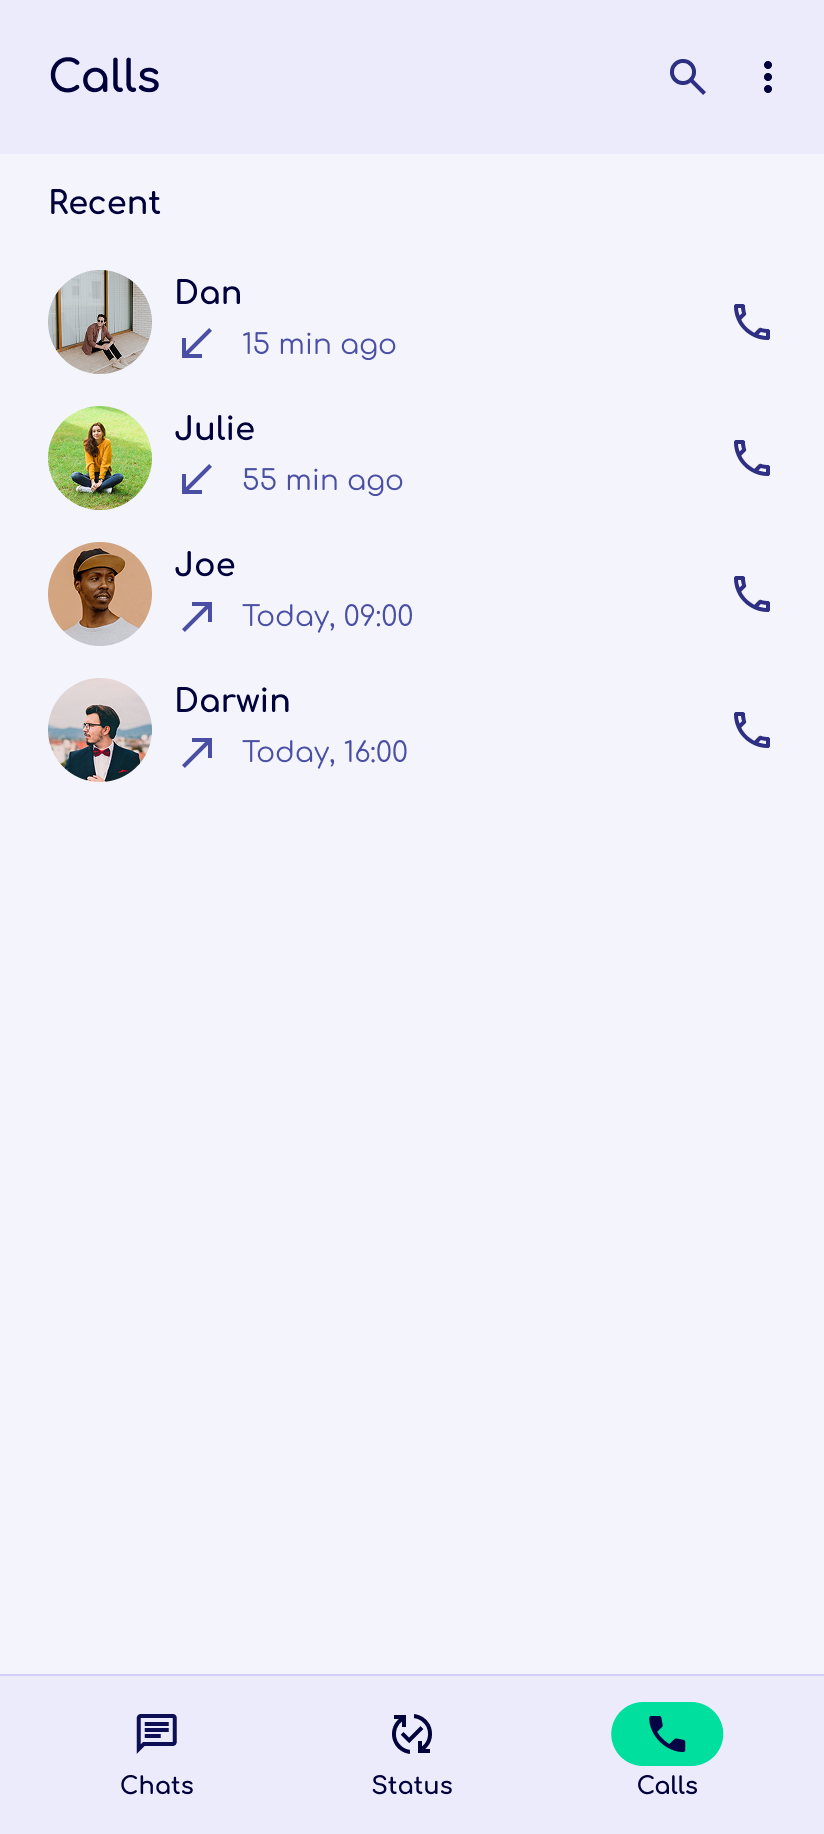 Calls
Recent
Dan
15 min ago
Julie
55 min ago
Joe
Today, 09:00
Darwin
Today, 16:00
Chats
Status
Calls